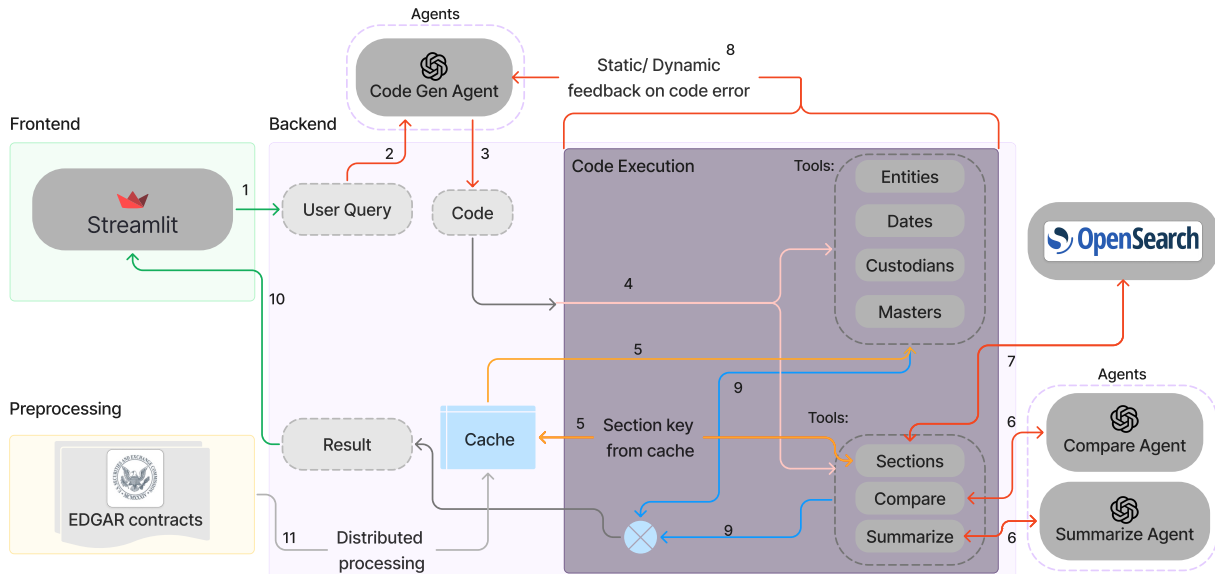 Agents
Code Gen Agent
8
Static/ Dynamic
feedback on code error
Frontend
Backend
2
3
Code Execution
Tools:
Entities
Dates
Custodians
Masters
1
Streamlit
User Query
Code
OpenSearch
10
4
5
9
7
Preprocessing
Agents
Result
Cache
5
Section key
from cache
Tools:
Sections
Compare
Summarize
6
Compare Agent
EDGAR contracts
11
Distributed
processing
9
6
Summarize Agent